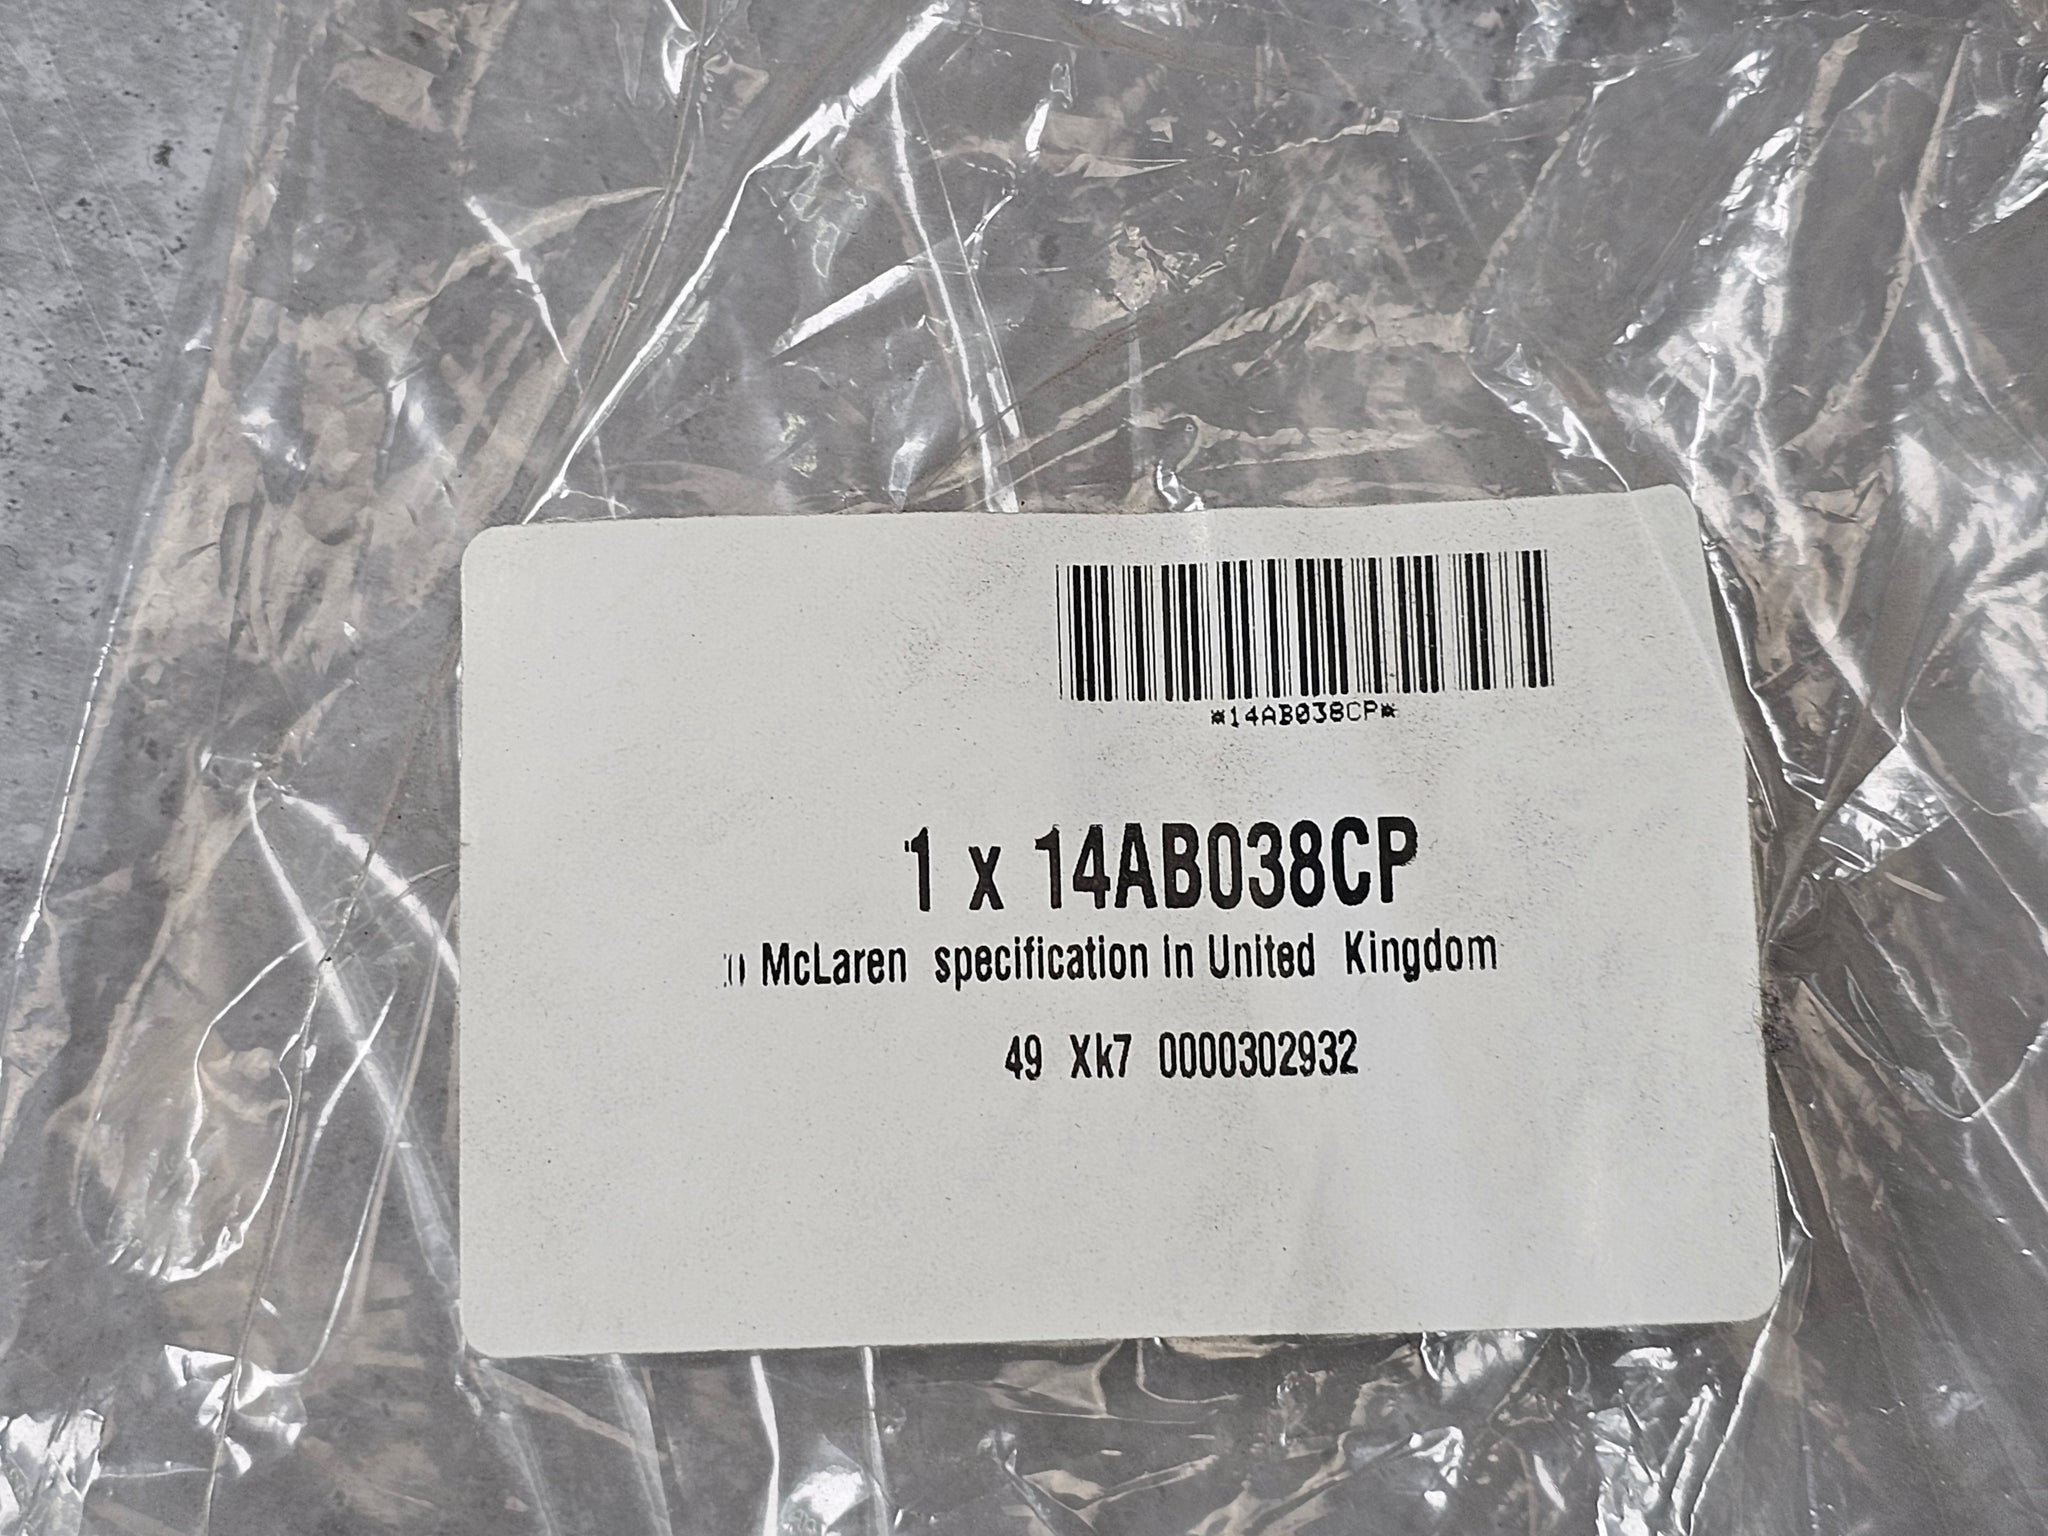 *14AB038CP*
1 x 14AB038CP
McLaren specification In United Kingdom
49 Xk7 0000302932